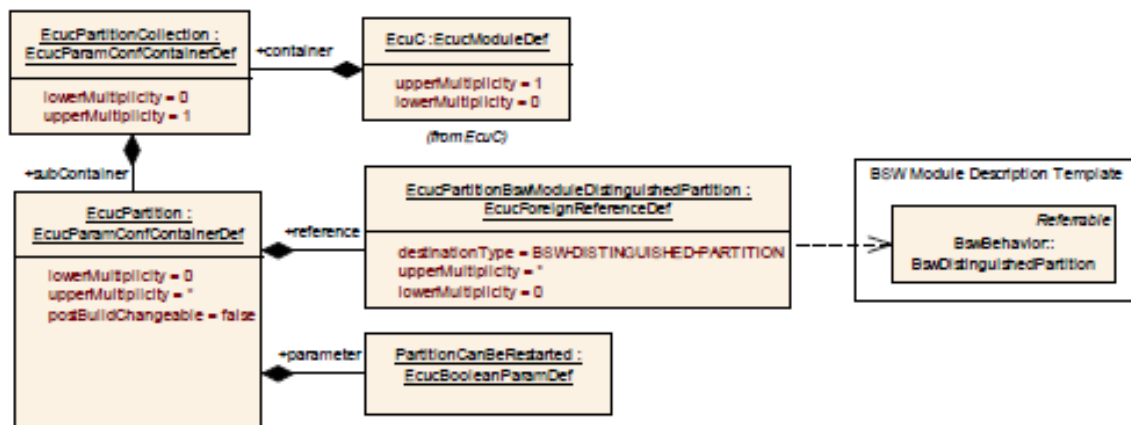 EcucPartitionCollection :
EcucParamConfContainerDef
lowerMultiplicity = 0
upperMultiplicity = 1
+container
EcuC :EcucModuleDef
upperMultiplicity = 1
lowerMultiplicity = 0
(from EcuC)
+subContainer
EcucPartition :
EcucParamConfContainerDef
lowerMultiplicity = 0
upperMultiplicity = *
postBuildChangeable = false
+reference
EcucPartitionBswModuleDistinguishedPartition :
EcucForeignReferenceDef
destinationType = BSW-DISTINGUISHED-PARTITION
upperMultiplicity = *
lowerMultiplicity = 0
BSW Module Description Template
Referrable
BswBehavior::
BswDistinguishedPartition
+parameter
PartitionCanBeRestarted :
EcucBooleanParamDef